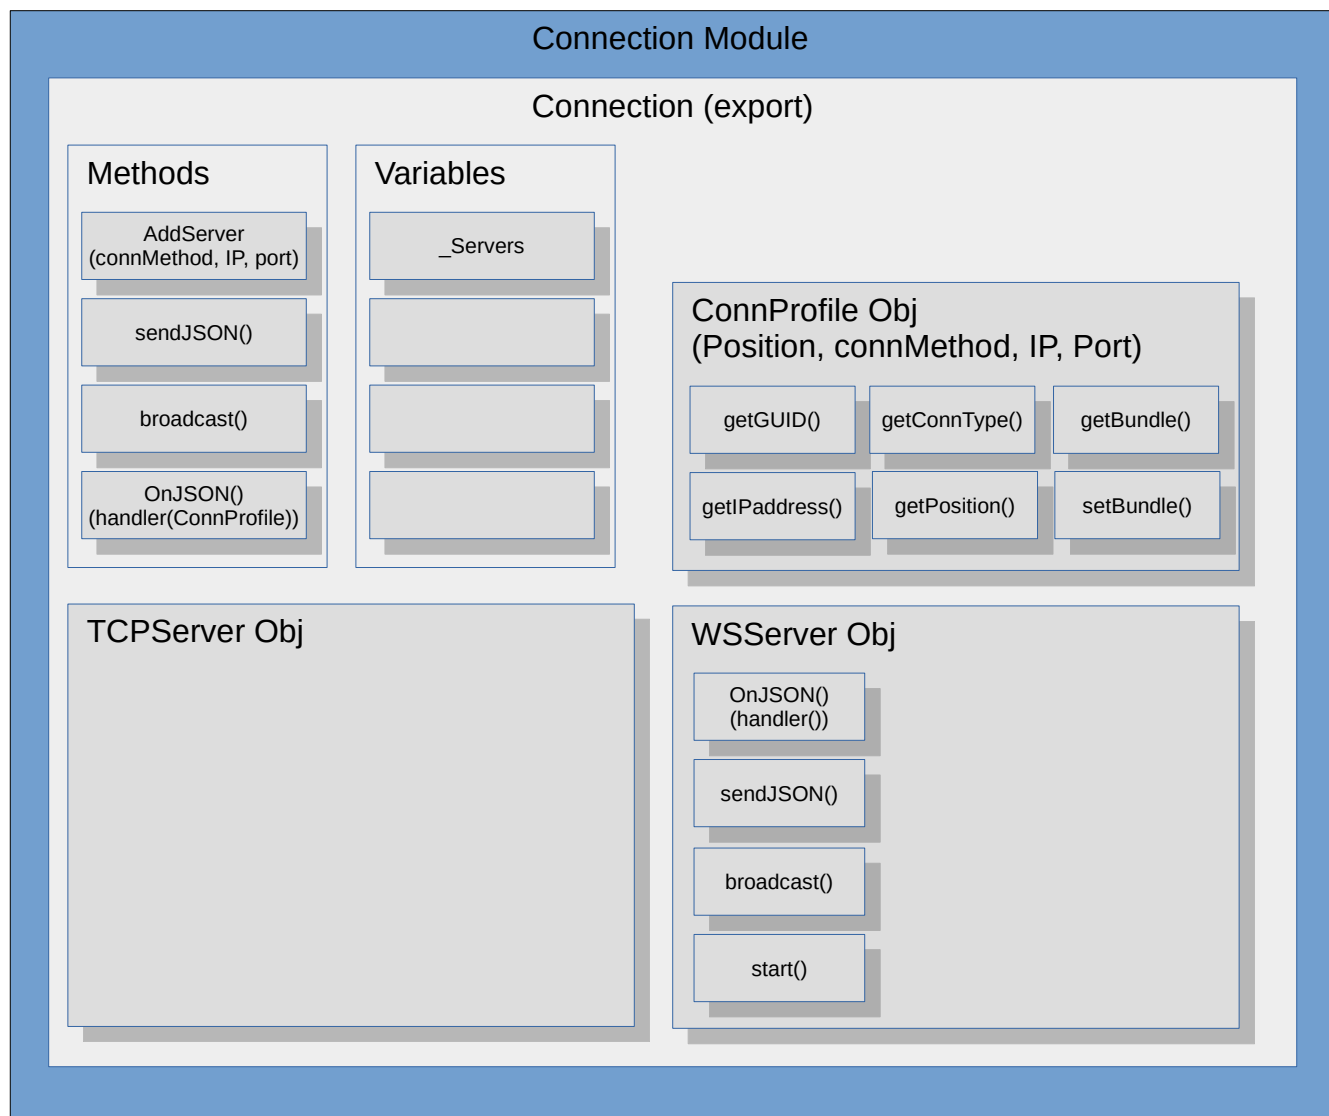 Connection Module
Connection (export)
Methods
AddServer
(connMethod, IP, port)
sendJSON()
broadcast()
OnJSON()
(handler(ConnProfile))
Variables
_Servers
ConnProfile Obj
(Position, connMethod, IP, Port)
getGUID()
getConnType()
getBundle()
getIPaddress()
getPosition()
setBundle()
TCPServer Obj
WSServer Obj
OnJSON()
(handler())
sendJSON()
broadcast()
start()